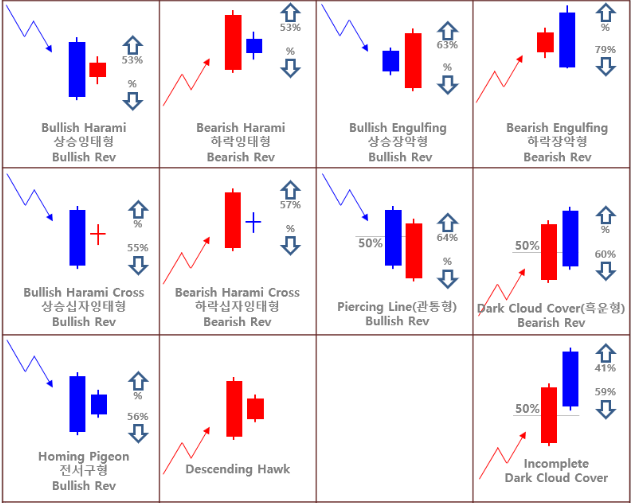 53%
%
Bullish Harami
상승잉태형
Bullish Rev
53%
%
Bearish Harami
하락잉태형
Bearish Rev
63%
%
Bullish Engulfing
상승장악형
Bullish Rev
%
79%
Bearish Engulfing
하락장악형
Bearish Rev
%
55%
Bullish Harami Cross
상승십자잉태형
Bullish Rev
57%
%
Bearish Harami Cross
하락십자잉태형
Bearish Rev
50%
64%
%
Piercing Line(관통형)
Bullish Rev
50%
%
60%
Dark Cloud Cover(흑운형)
Bearish Rev
%
56%
Homing Pigeon
전서구형
Bullish Rev
Descending Hawk
50%
41%
59%
Incomplete
Dark Cloud Cover